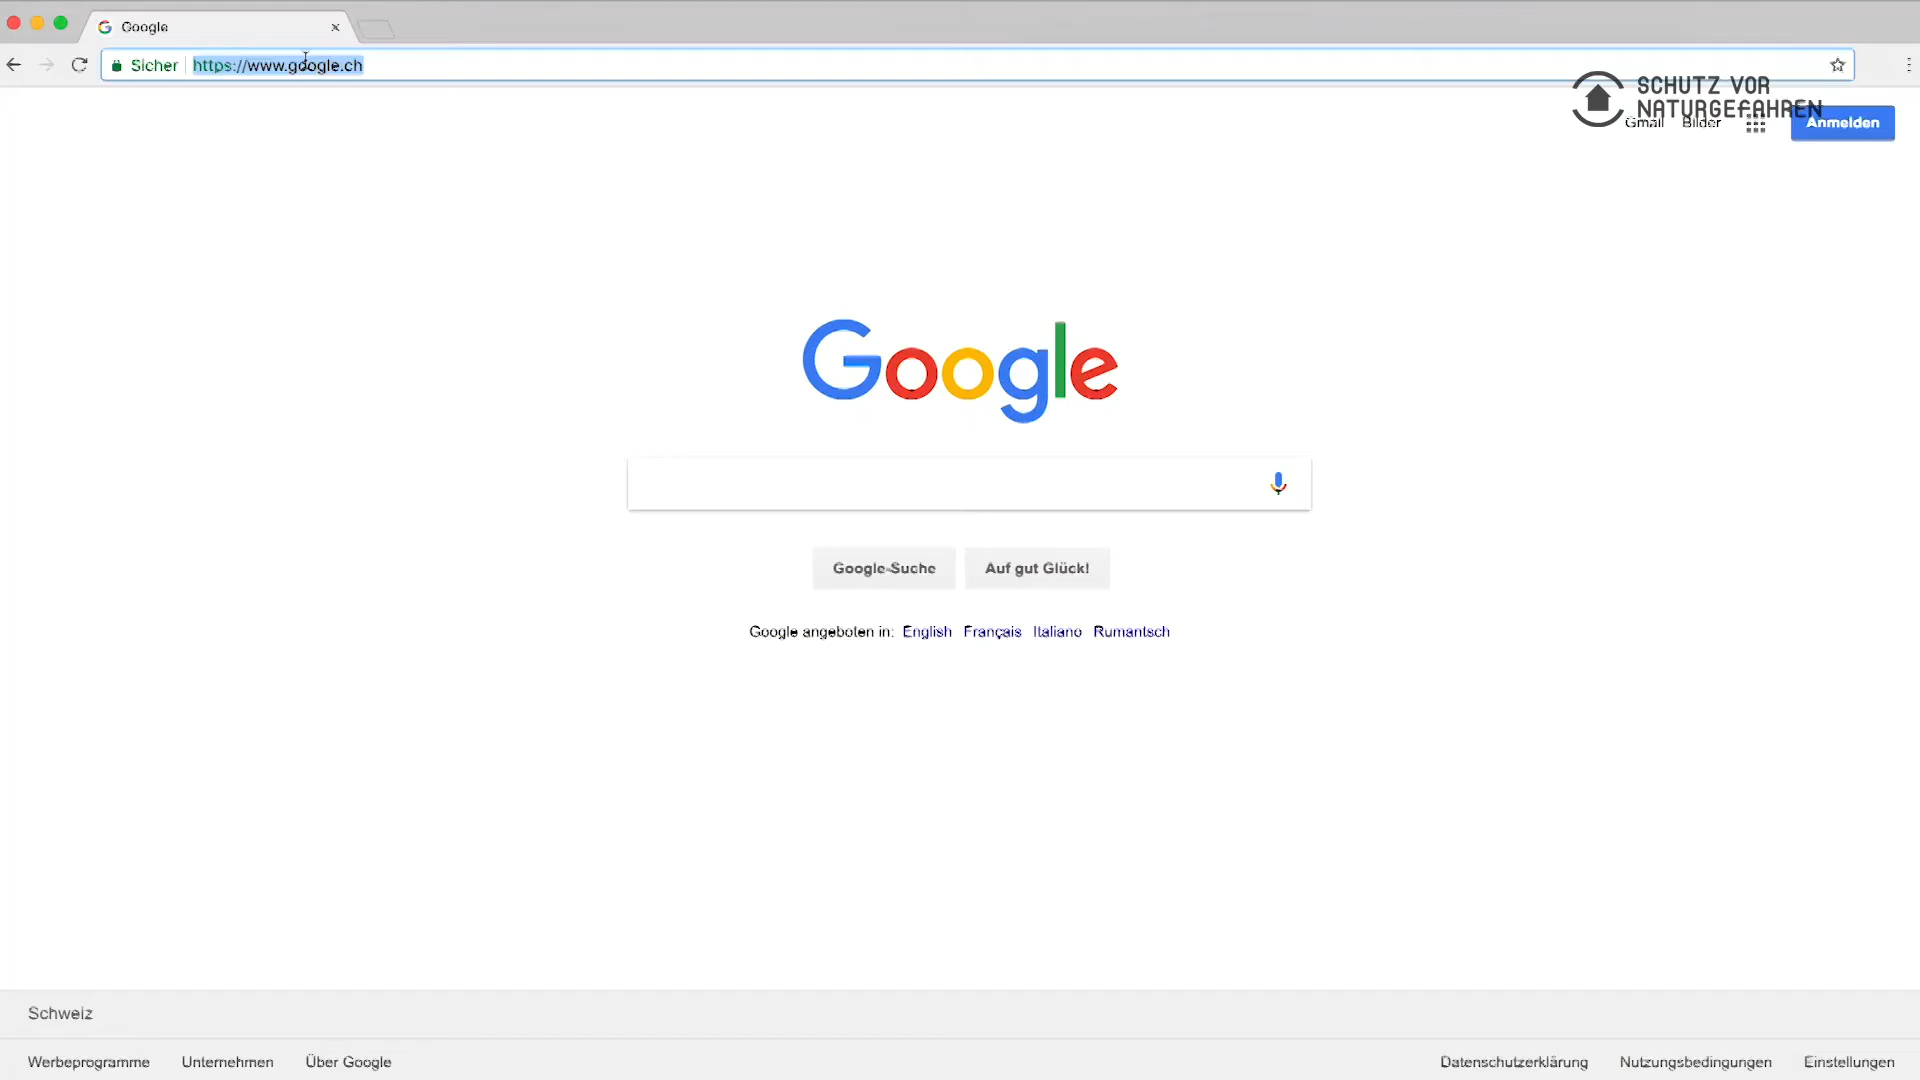 Google
Sicher
https://www.google.ch
SCHUTZ VOR
NATURGEFAHREN
Gmail Bilder
Anmelden
Google
Google-Suche
Auf gut Glück!
Google angeboten in: English Français Italiano Rumantsch
Schweiz
Werbeprogramme Unternehmen Über Google
Datenschutzerklärung Nutzungsbedingungen Einstellungen